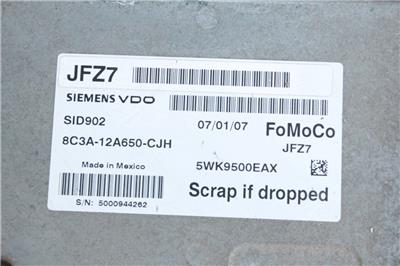 JFZ7
SIEMENS VDO
SID902
07/01/07
FoMoCo
8C3A-12A650-CJH
JFZ7
Made in Mexico
5WK9500EAX
Scrap if dropped
S/N: 5000944262